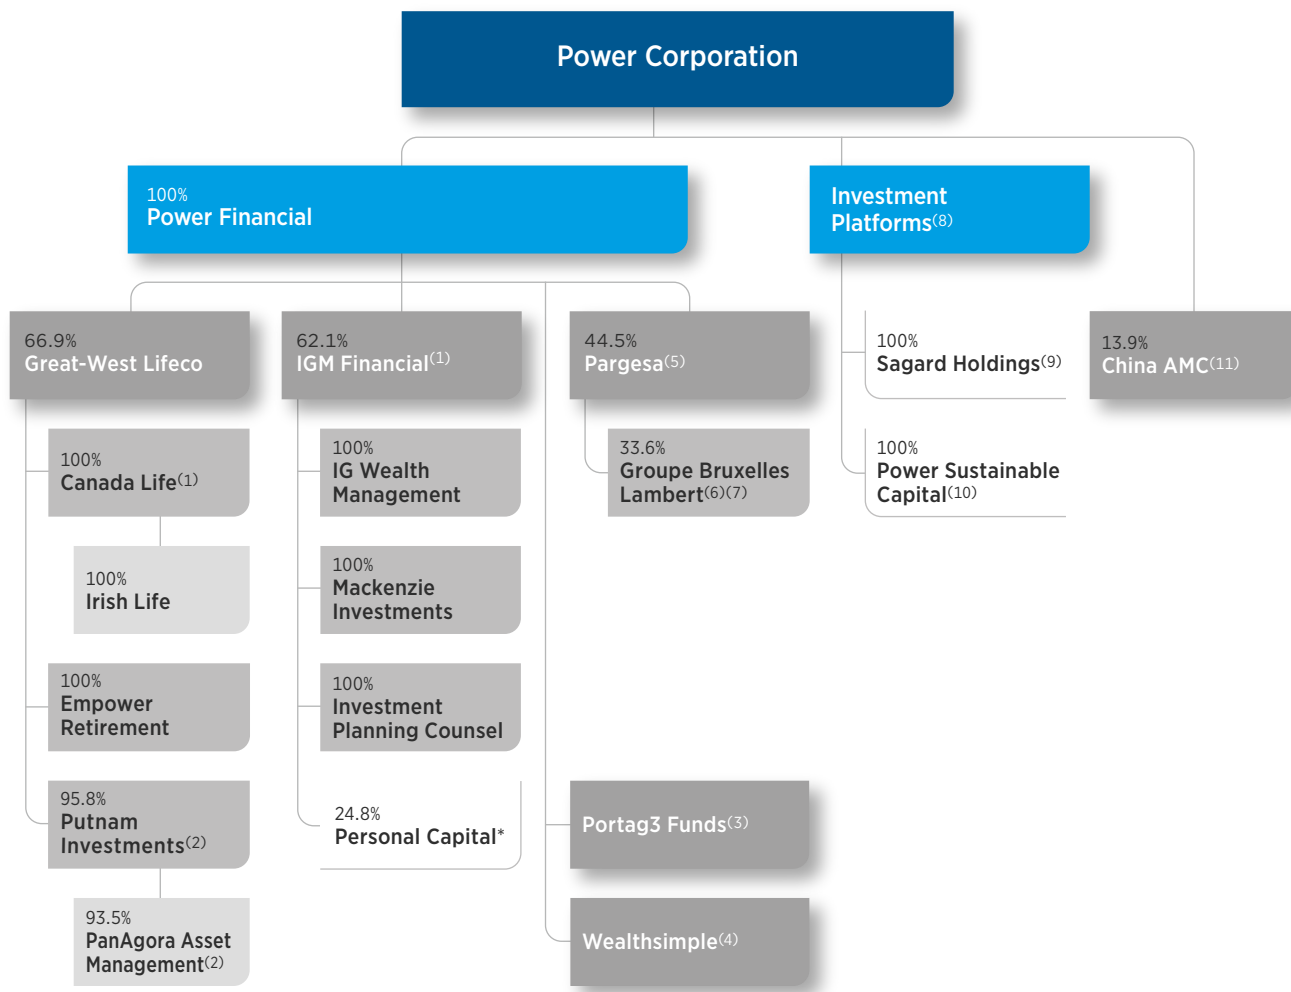 Power Corporation
100%
Power Financial
Investment
Platforms(8)
66.9%
Great-West Lifeco
62.1%
IGM Financial(1)
44.5%
Pargesa(5)
100%
Sagard Holdings(9)
13.9%
China AMC(11)
100%
Canada Life(1)
100%
IG Wealth
Management
33.6%
Groupe Bruxelles
Lambert(6)(7)
100%
Power Sustainable
Capital(10)
100%
Irish Life
100%
Mackenzie
Investments
100%
Empower
Retirement
100%
Investment
Planning Counsel
95.8%
Putnam
Investments(2)
24.8%
Personal Capital*
Portag3 Funds(3)
93.5%
PanAgora Asset
Management(2)
Wealthsimple(4)